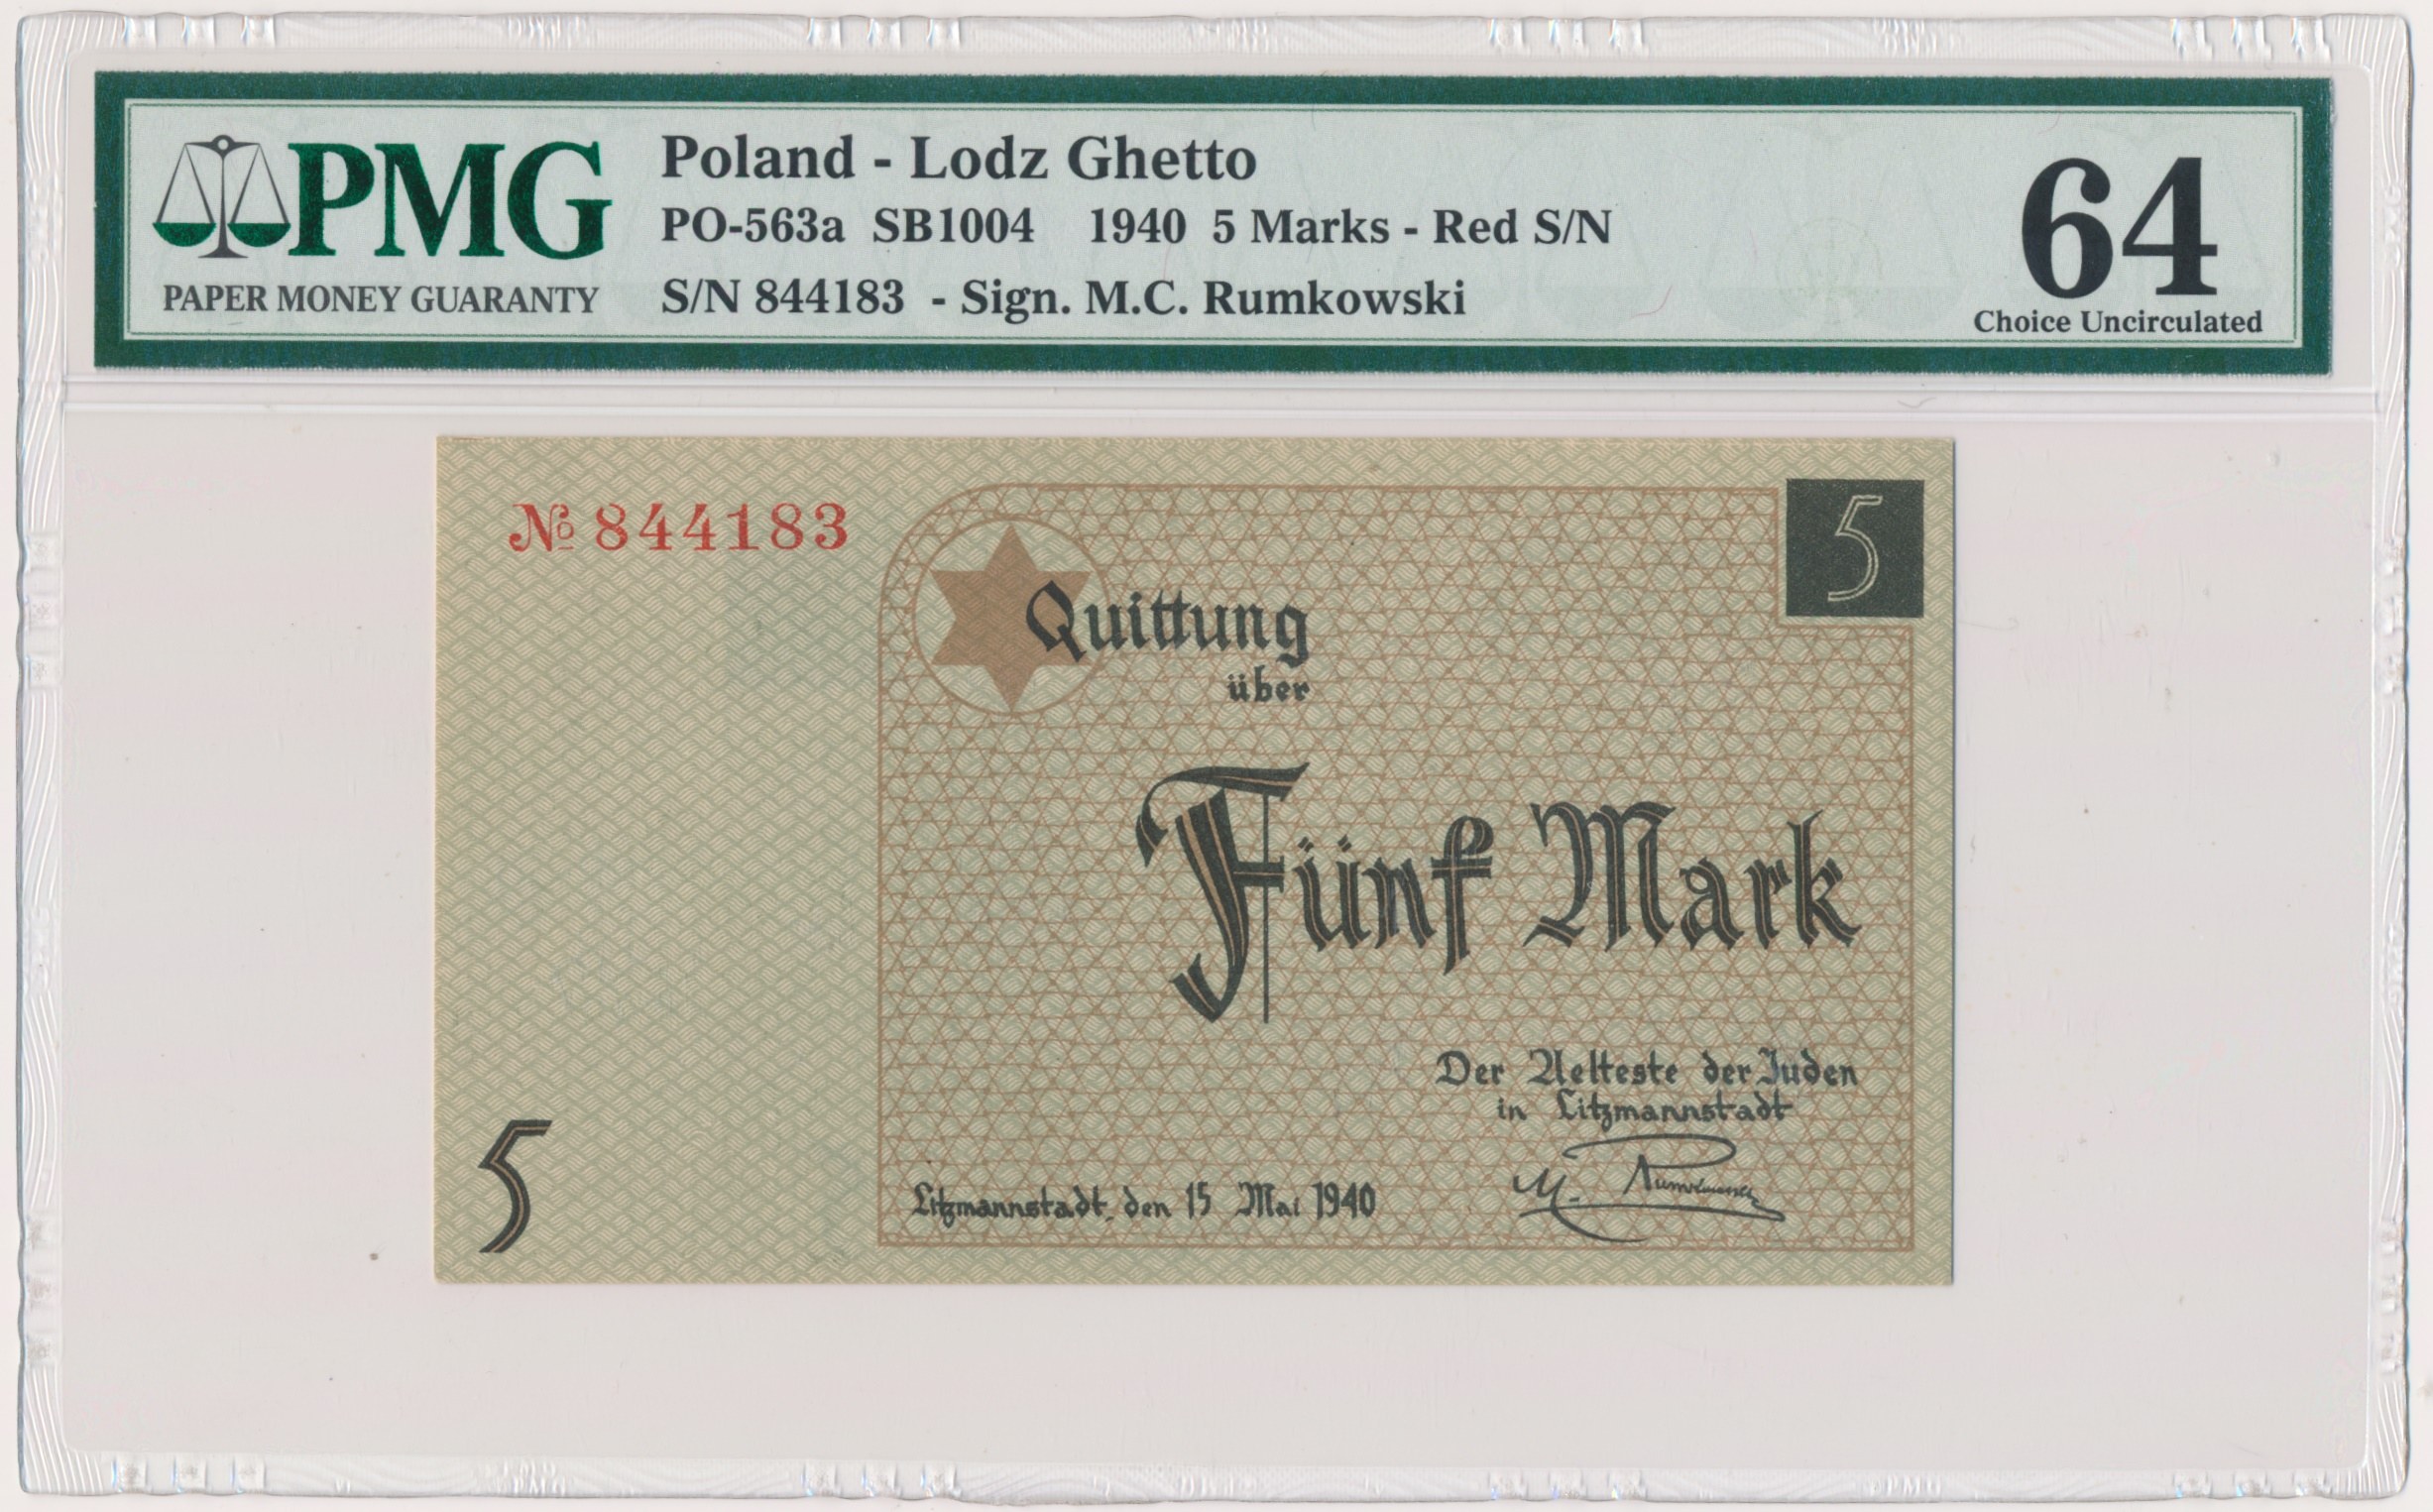 PMG
PAPER MONEY GUARANTY
Poland - Lodz Ghetto
PO-563a SB1004 1940 5 Marks - Red S/N
S/N 844183 - Sign. M.C. Rumkowski
64
Choice Uncirculated
№ 844183
5
Quittung
über
Fünf Mark
Der Aelteste der Juden
in Litzmannstadt
M. Rumkowski
Litzmannstadt, den 15 Mai 1940
5